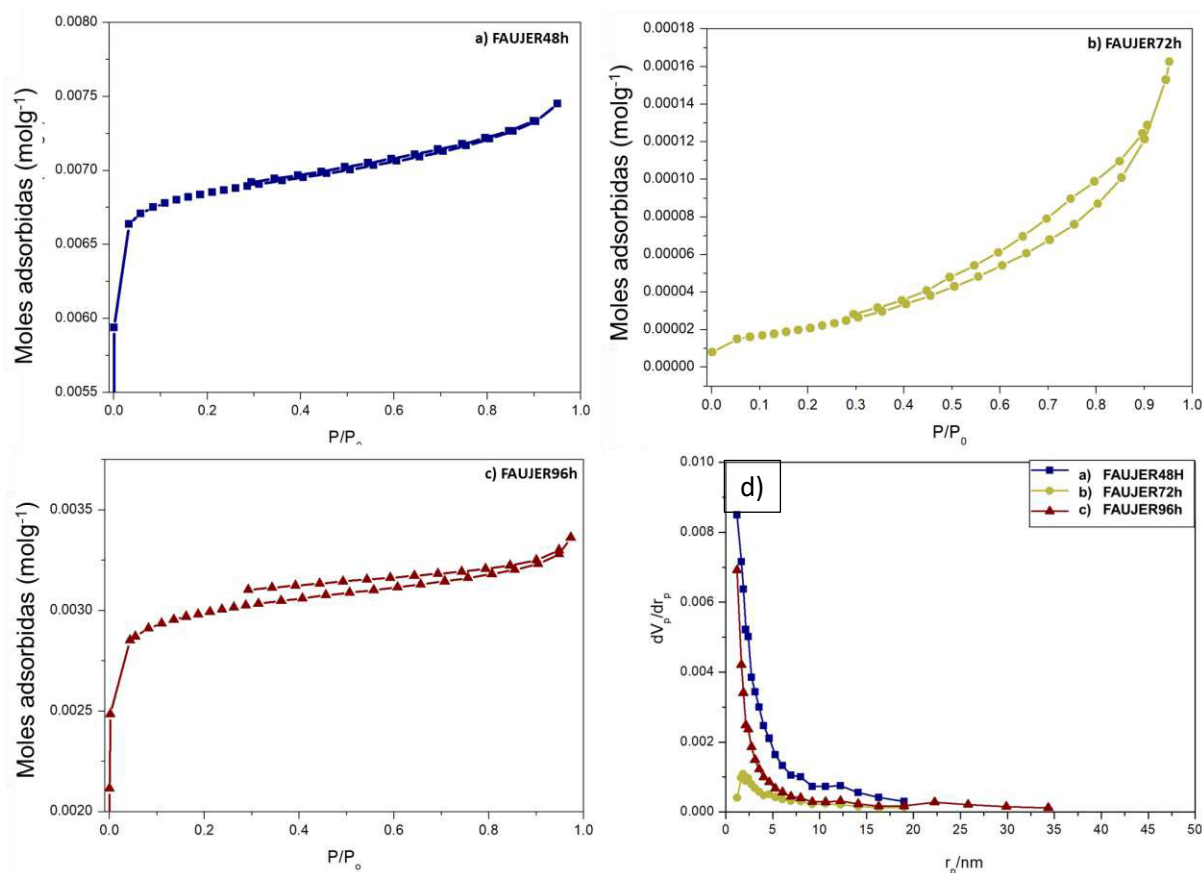 a) FAUJER48h
0.0080
0.0075
0.0070
0.0065
0.0060
0.0055
Moles adsorbidas (molg⁻¹)
0.0 0.2 0.4 0.6 0.8 1.0
P/P₀
b) FAUJER72h
0.00018
0.00016
0.00014
0.00012
0.00010
0.00008
0.00006
0.00004
0.00002
0.00000
Moles adsorbidas (molg⁻¹)
0.0 0.1 0.2 0.3 0.4 0.5 0.6 0.7 0.8 0.9 1.0
P/P₀
c) FAUJER96h
0.0035
0.0030
0.0025
0.0020
Moles adsorbidas (molg⁻¹)
0.0 0.2 0.4 0.6 0.8 1.0
P/P₀
d)
a) FAUJER48H
b) FAUJER72h
c) FAUJER96h
0.010
0.008
0.006
0.004
0.002
0.000
dVₚ/drₚ
0 5 10 15 20 25 30 35 40 45 50
rₚ/nm